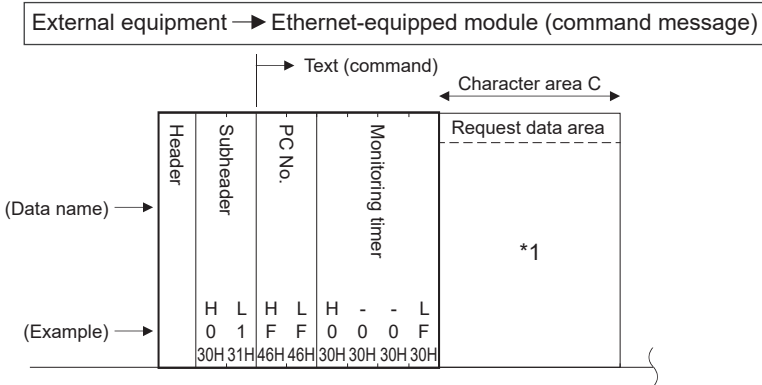 External equipment → Ethernet-equipped module (command message)
Text (command)
Character area C
Header
Subheader
PC No.
Monitoring timer
Request data area
(Data name)
*1
H L H L H - - L
(Example) 0 1 F F 0 0 0 F
30H 31H 46H 46H 30H 30H 30H 30H